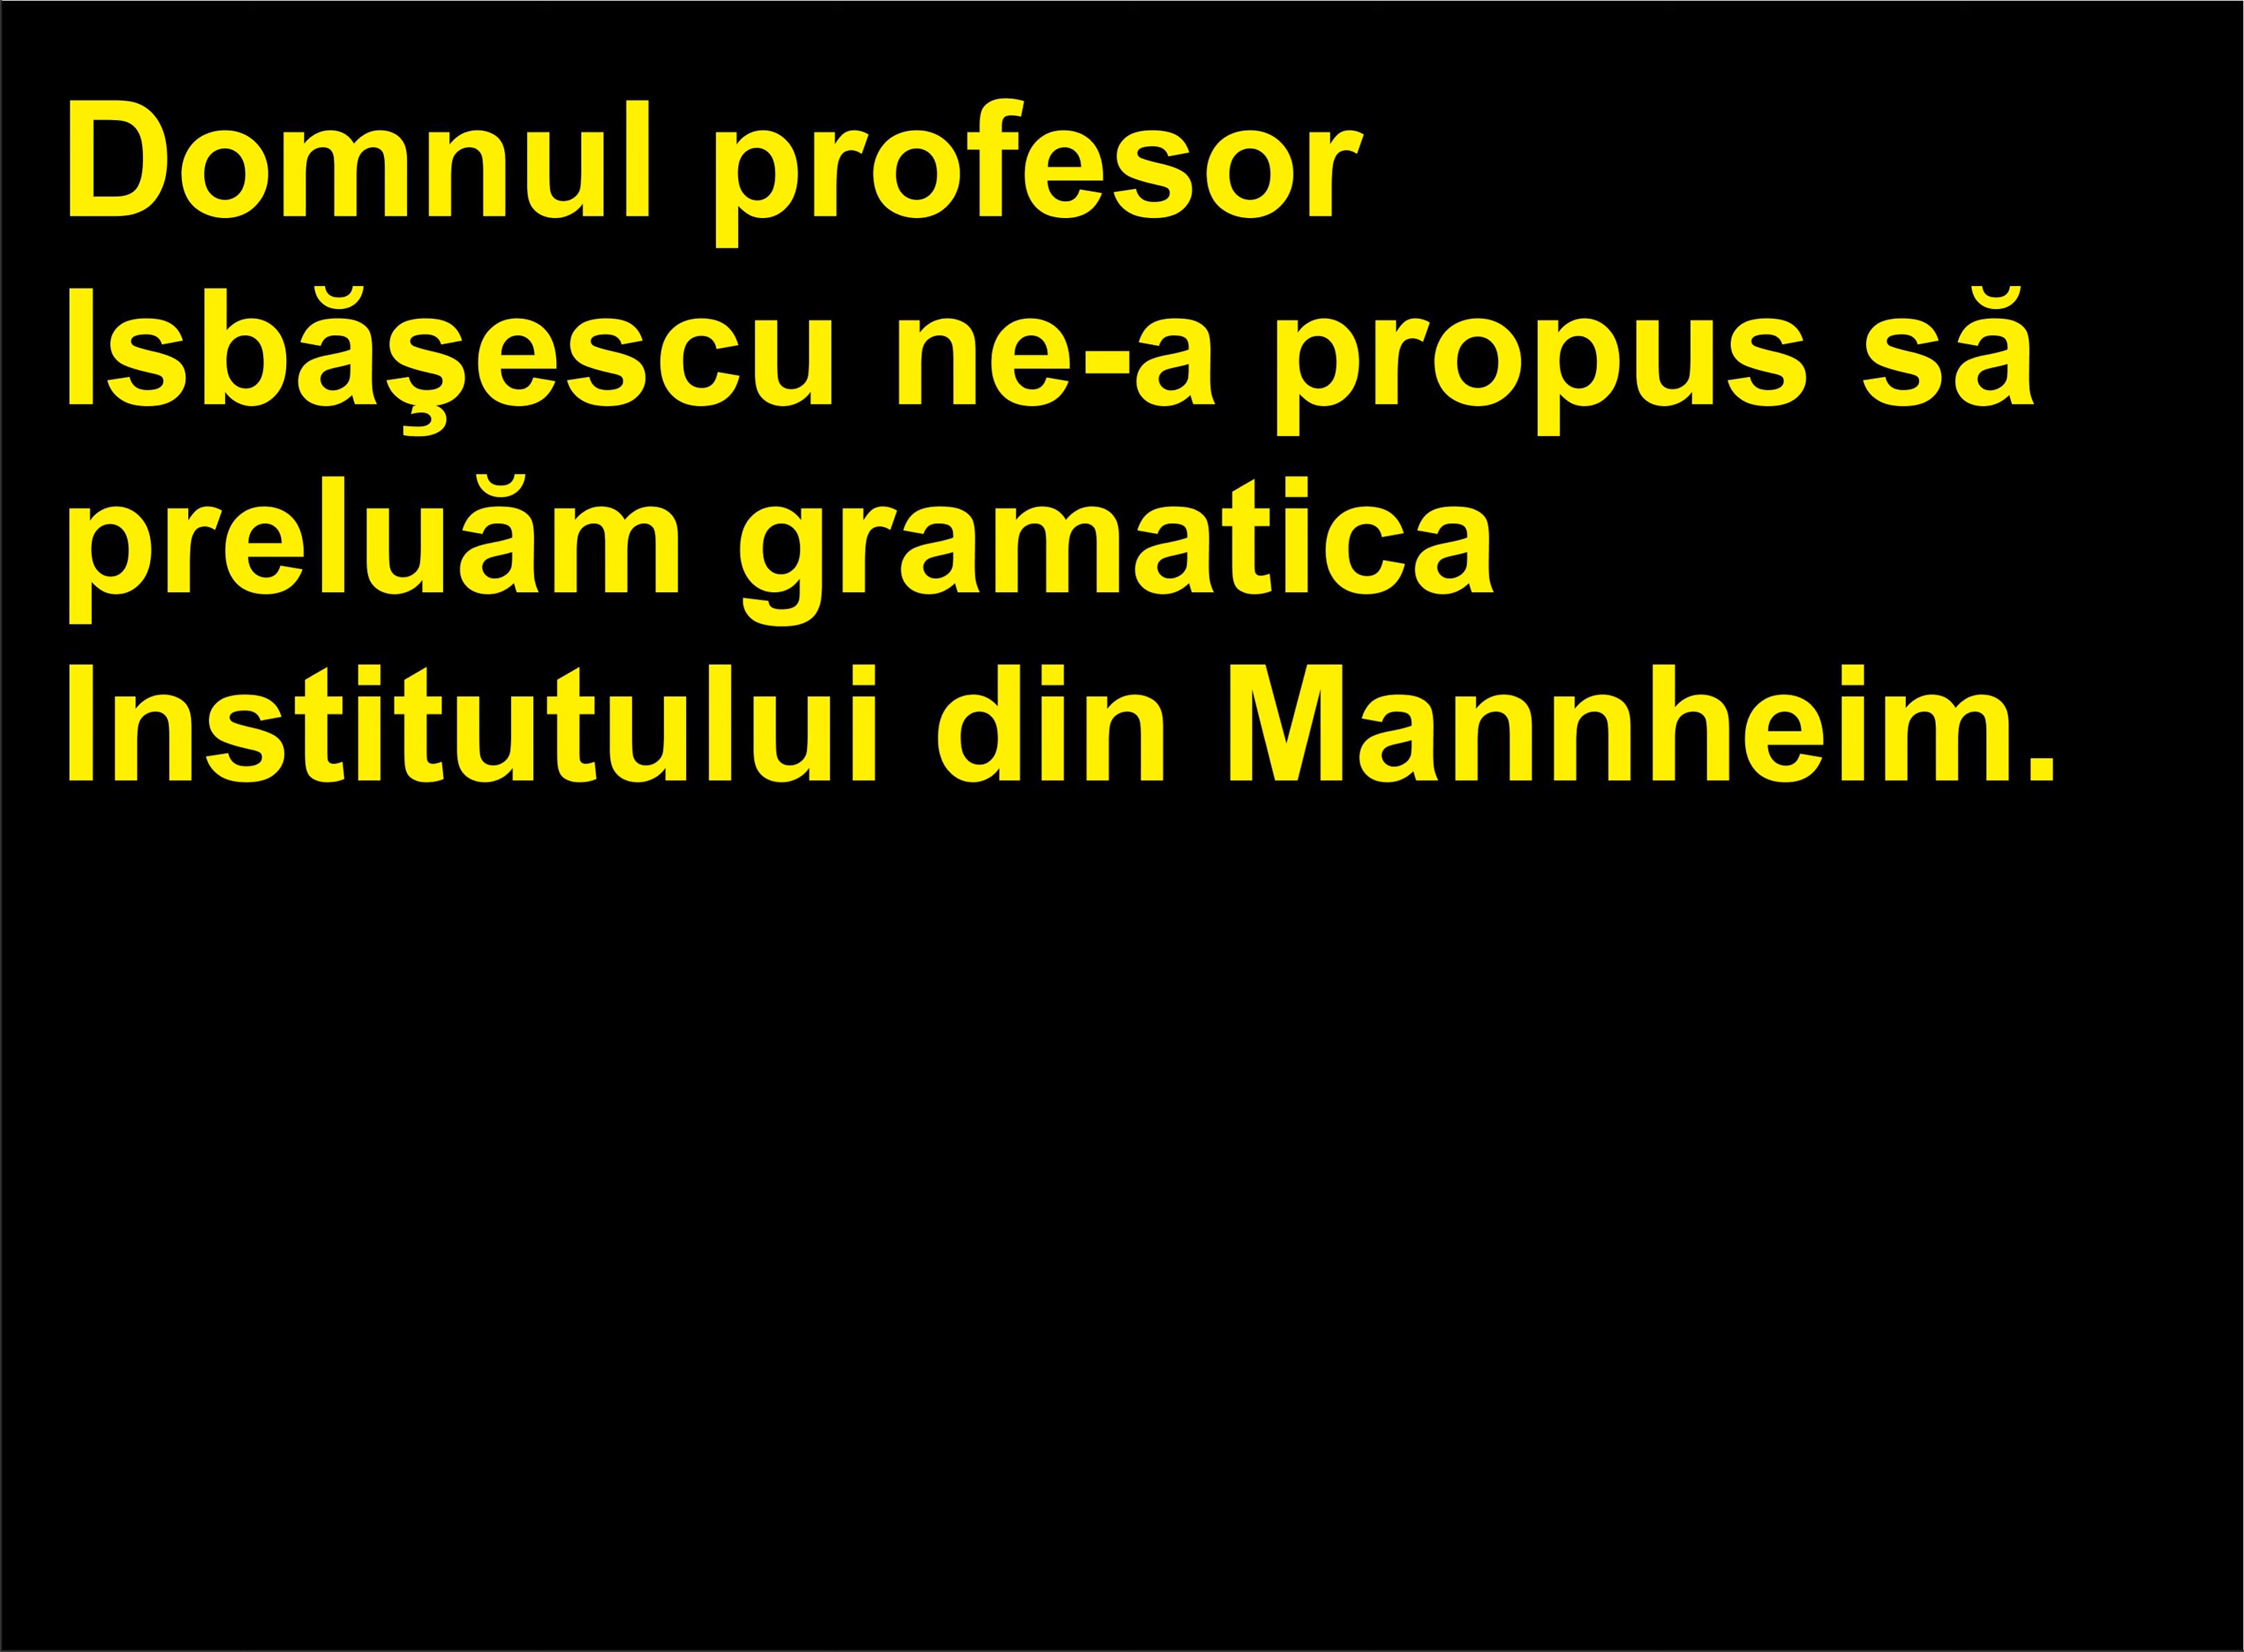 Domnul profesor
Isbăşescu ne-a propus să
preluăm gramatica
Institutului din Mannheim.